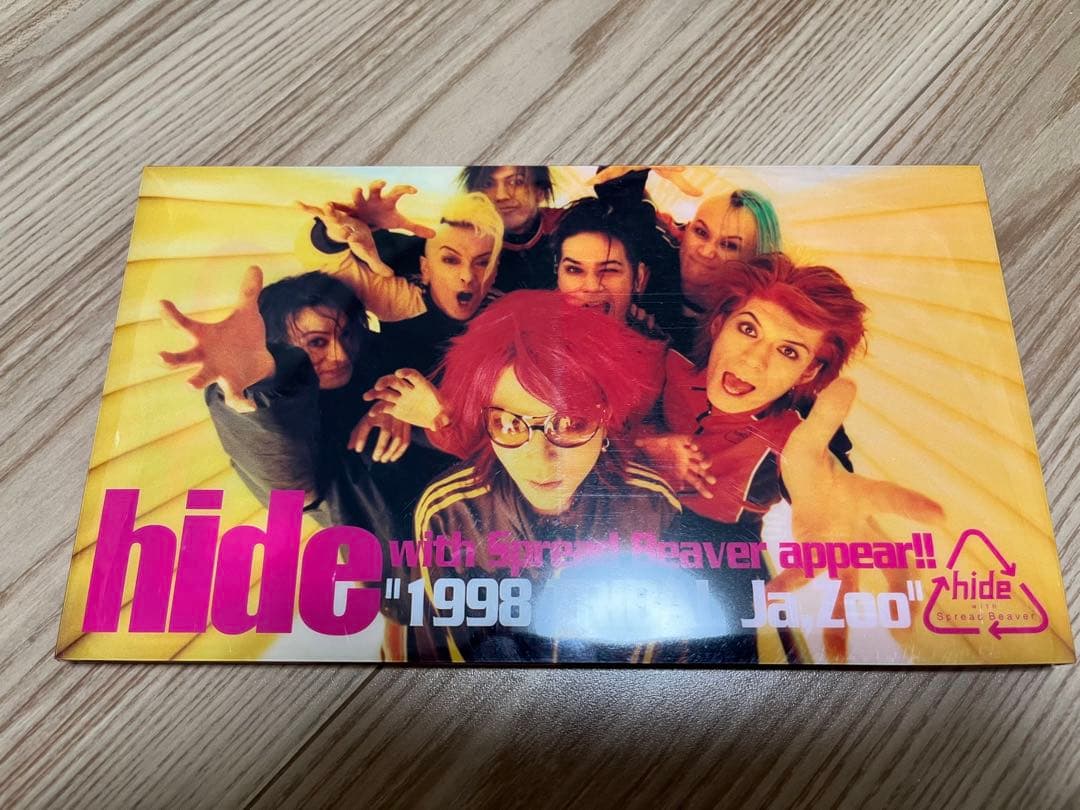 hide
with Spread Beaver appear!!
"1998 Ja,Zoo"
hide
with
Spread Beaver